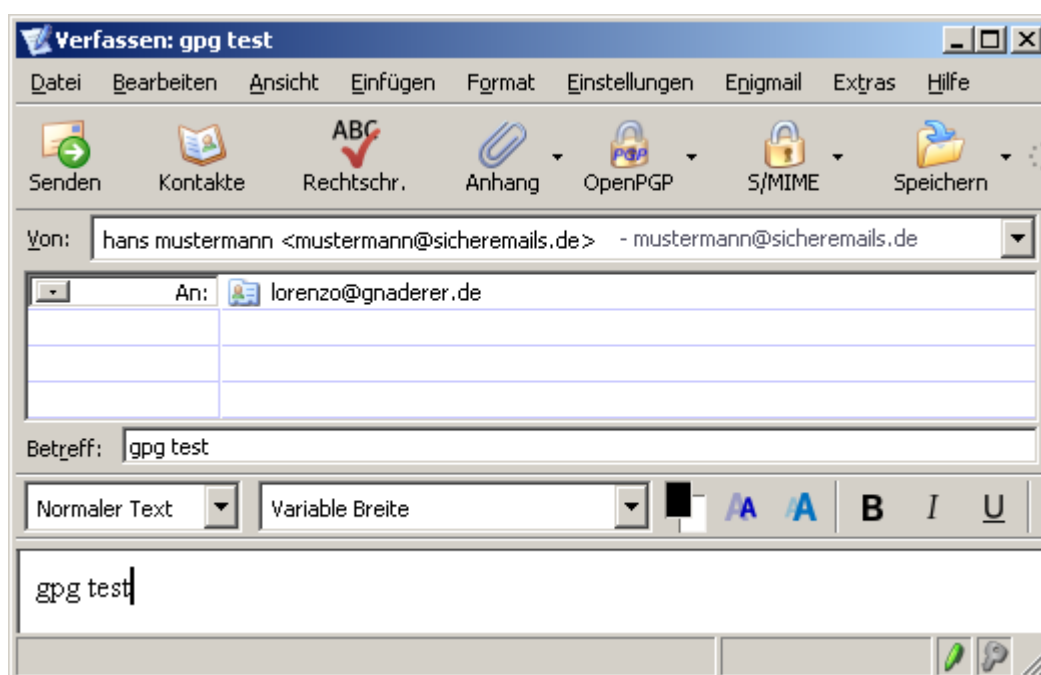 Verfassen: gpg test
Datei Bearbeiten Ansicht Einfügen Format Einstellungen Enigmail Extras Hilfe
ABC
PGP
Senden Kontakte Rechtschr. Anhang OpenPGP S/MIME Speichern
Von: hans mustermann <mustermann@sicheremails.de> - mustermann@sicheremails.de
An: lorenzo@gnaderer.de
Betreff: gpg test
Normaler Text Variable Breite A A A A B I U
gpg test